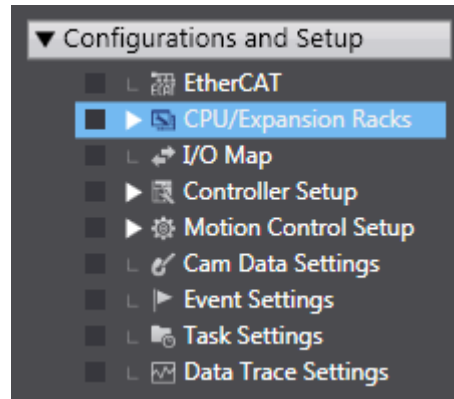 Configurations and Setup
EtherCAT
CPU/Expansion Racks
I/O Map
Controller Setup
Motion Control Setup
Cam Data Settings
Event Settings
Task Settings
Data Trace Settings